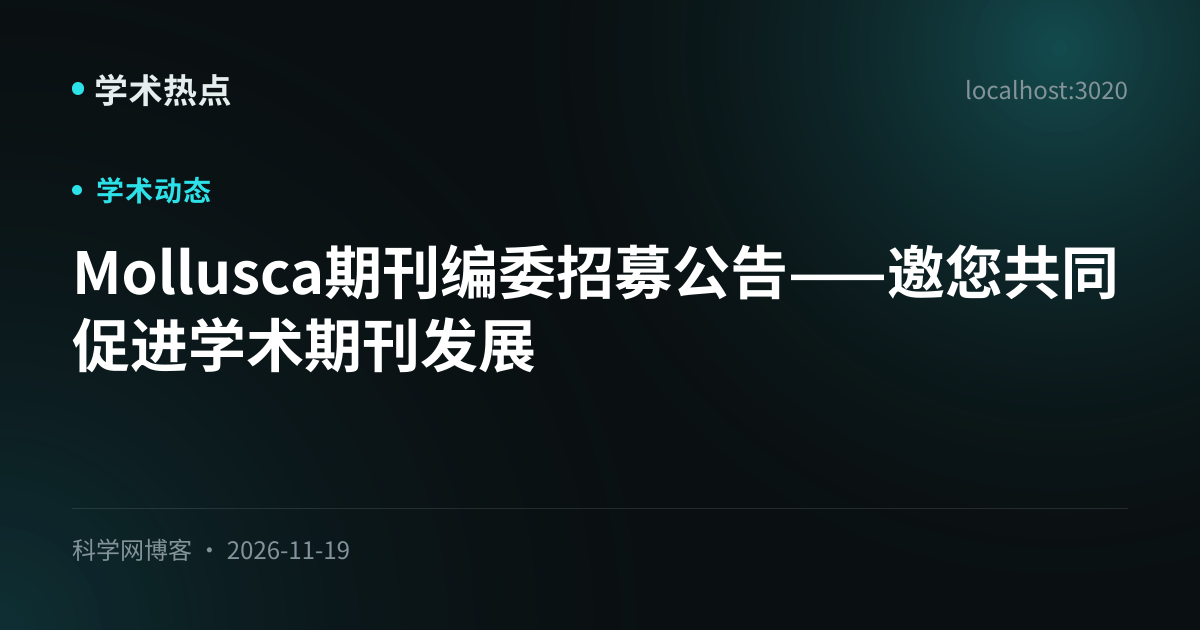 学术热点
localhost:3020
学术动态
Mollusca期刊编委招募公告——邀您共同
促进学术期刊发展
科学网博客 · 2026-11-19